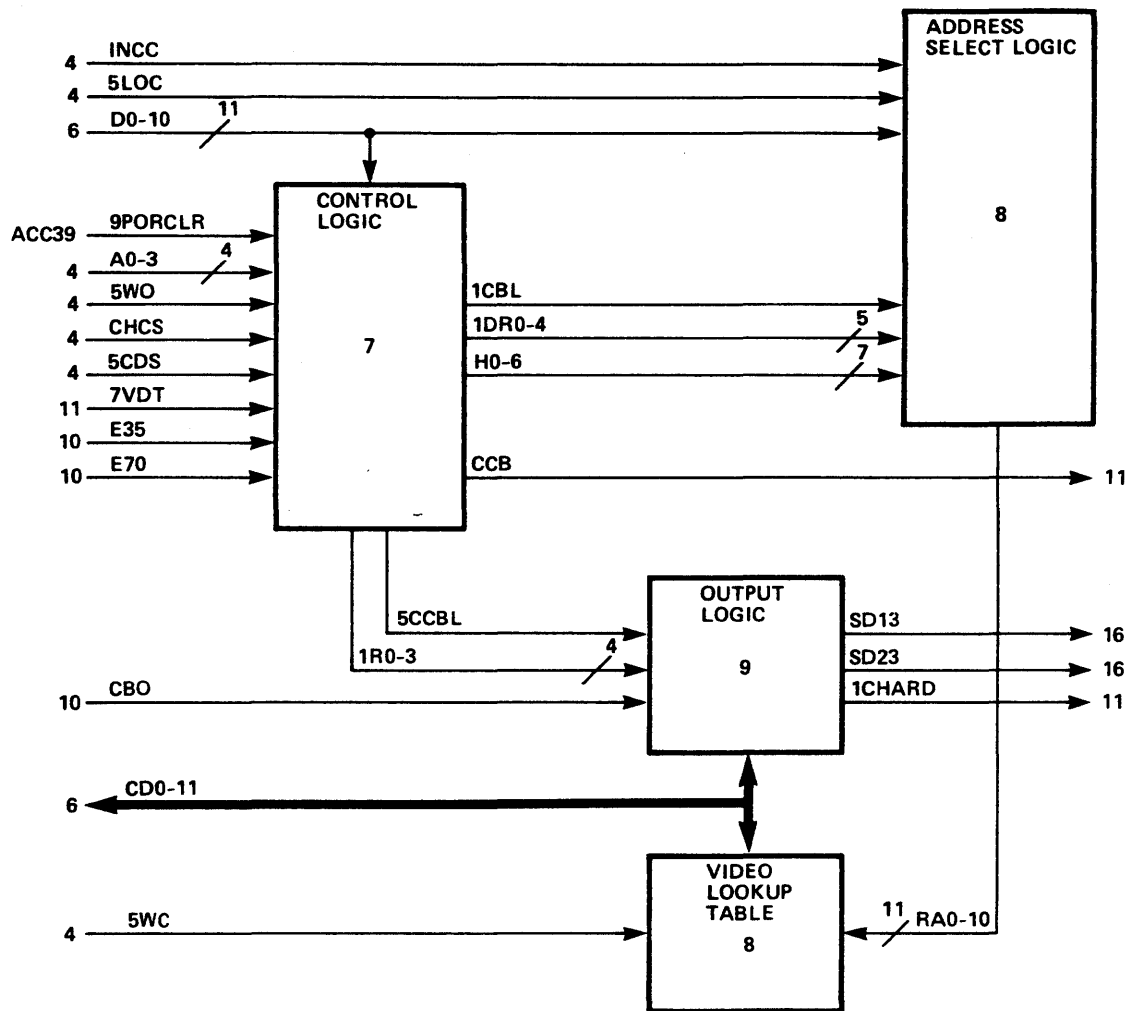 ADDRESS
SELECT LOGIC
8
4 INCC
4 5LOC
6 D0-10 11
CONTROL
LOGIC
7
ACC39 9PORCLR
4 A0-3 4
4 5WO
4 CHCS
4 5CDS
11 7VDT
10 E35
10 E70
1CBL
1DR0-4 5
H0-6 7
CCB 11
OUTPUT
LOGIC
9
5CCBL
1R0-3 4
10 CBO
SD13 16
SD23 16
1CHARD 11
6 CD0-11
VIDEO
LOOKUP
TABLE
8
4 5WC
11 RA0-10